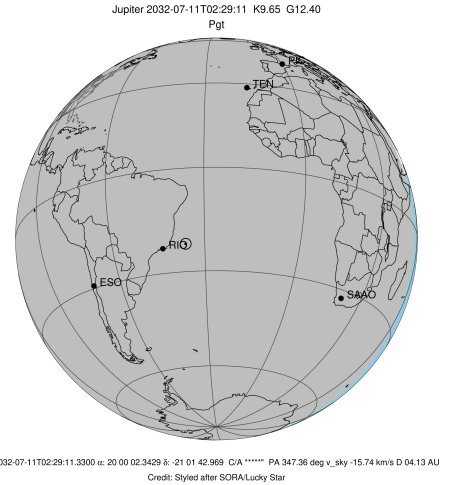 Jupiter 2032-07-11T02:29:11 K9.65 G12.40
Pgt
TEN
RIO
ESO
SAAO
032-07-11T02:29:11.3300 α: 20 00 02.3429 δ: -21 01 42.969 C/A *****" PA 347.36 deg v_sky -15.74 km/s D 04.13 AU
Credit: Styled after SORA/Lucky Star